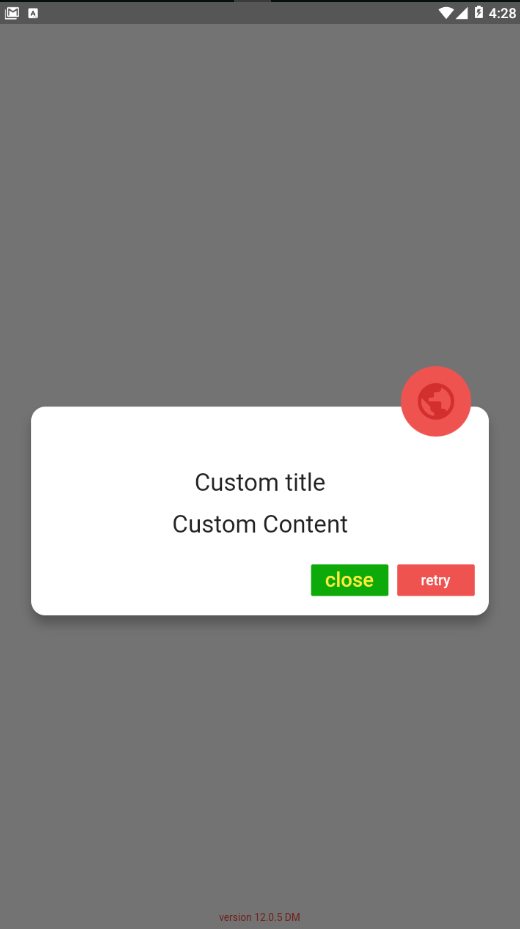 4:28
Custom title
Custom Content
close retry
version 12.0.5 DM